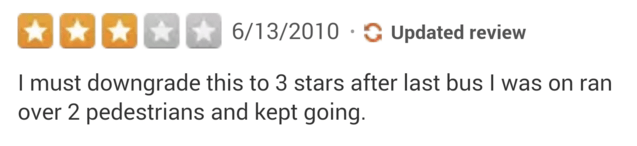 6/13/2010 · Updated review
I must downgrade this to 3 stars after last bus I was on ran
over 2 pedestrians and kept going.